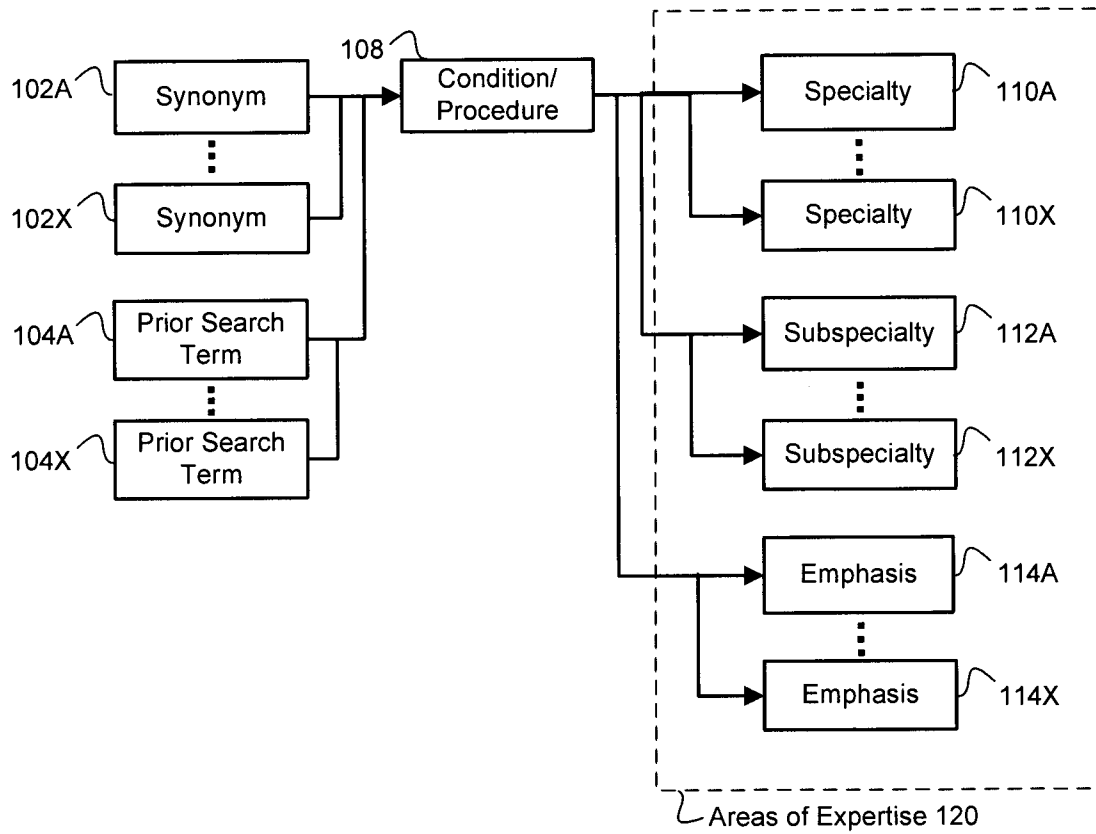 108
102A
Synonym
Condition/
Procedure
Specialty
110A
102X
Synonym
Specialty
110X
104A
Prior Search
Term
Subspecialty
112A
104X
Prior Search
Term
Subspecialty
112X
Emphasis
114A
Emphasis
114X
Areas of Expertise 120